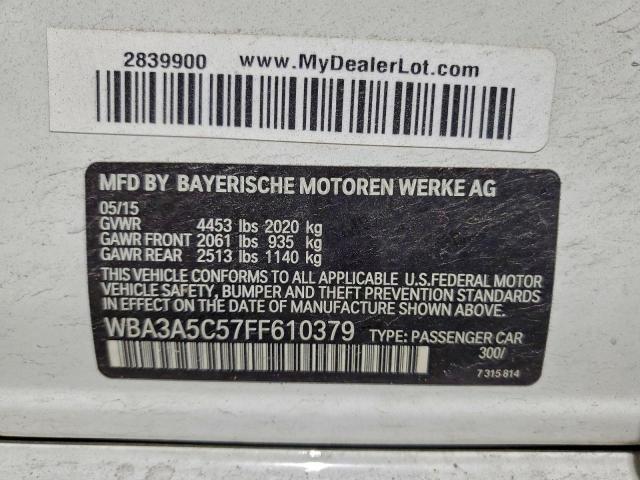 2839900 www.MyDealerLot.com
MFD BY BAYERISCHE MOTOREN WERKE AG
05/15
GVWR 4453 lbs 2020 kg
GAWR FRONT 2061 lbs 935 kg
GAWR REAR 2513 lbs 1140 kg
THIS VEHICLE CONFORMS TO ALL APPLICABLE U.S.FEDERAL MOTOR
VEHICLE SAFETY, BUMPER AND THEFT PREVENTION STANDARDS
IN EFFECT ON THE DATE OF MANUFACTURE SHOWN ABOVE.
WBA3A5C57FF610379 TYPE: PASSENGER CAR
300/
7 315 814